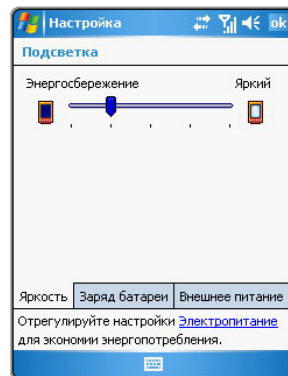 Настройка ok
Подсветка
Энергосбережение Яркий
Яркость Заряд батареи Внешнее питание
Отрегулируйте настройки Электропитание
для экономии энергопотребления.